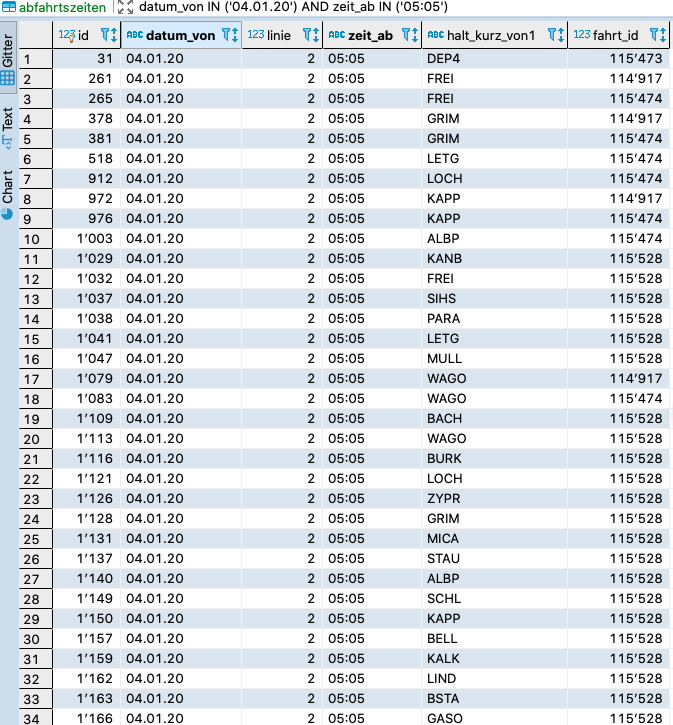 abfahrtszeiten datum_von IN ('04.01.20') AND zeit_ab IN ('05:05')
Gitter
Text
Chart
123 id ABC datum_von 123 linie ABC zeit_ab ABC halt_kurz_von1 123 fahrt_id
1 31 04.01.20 2 05:05 DEP4 115’473
2 261 04.01.20 2 05:05 FREI 114’917
3 265 04.01.20 2 05:05 FREI 115’474
4 378 04.01.20 2 05:05 GRIM 114’917
5 381 04.01.20 2 05:05 GRIM 115’474
6 518 04.01.20 2 05:05 LETG 115’474
7 912 04.01.20 2 05:05 LOCH 115’474
8 972 04.01.20 2 05:05 KAPP 114’917
9 976 04.01.20 2 05:05 KAPP 115’474
10 1’003 04.01.20 2 05:05 ALBP 115’474
11 1’029 04.01.20 2 05:05 KANB 115’528
12 1’032 04.01.20 2 05:05 FREI 115’528
13 1’037 04.01.20 2 05:05 SIHS 115’528
14 1’038 04.01.20 2 05:05 PARA 115’528
15 1’041 04.01.20 2 05:05 LETG 115’528
16 1’047 04.01.20 2 05:05 MULL 115’528
17 1’079 04.01.20 2 05:05 WAGO 114’917
18 1’083 04.01.20 2 05:05 WAGO 115’474
19 1’109 04.01.20 2 05:05 BACH 115’528
20 1’113 04.01.20 2 05:05 WAGO 115’528
21 1’116 04.01.20 2 05:05 BURK 115’528
22 1’121 04.01.20 2 05:05 LOCH 115’528
23 1’126 04.01.20 2 05:05 ZYPR 115’528
24 1’128 04.01.20 2 05:05 GRIM 115’528
25 1’131 04.01.20 2 05:05 MICA 115’528
26 1’137 04.01.20 2 05:05 STAU 115’528
27 1’140 04.01.20 2 05:05 ALBP 115’528
28 1’149 04.01.20 2 05:05 SCHL 115’528
29 1’150 04.01.20 2 05:05 KAPP 115’528
30 1’157 04.01.20 2 05:05 BELL 115’528
31 1’159 04.01.20 2 05:05 KALK 115’528
32 1’162 04.01.20 2 05:05 LIND 115’528
33 1’163 04.01.20 2 05:05 BSTA 115’528
34 1’166 04.01.20 2 05:05 GASO 115’528